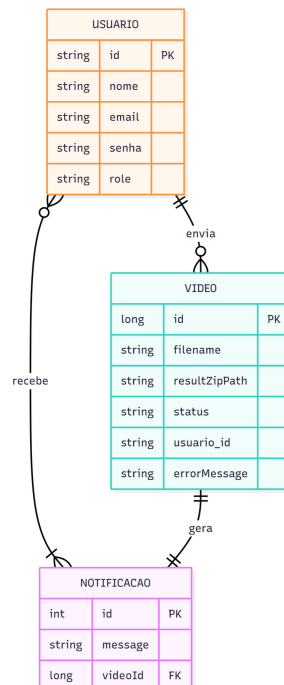 USUARIO
string id PK
string nome
string email
string senha
string role
envia
VIDEO
long id PK
string filename
string resultZipPath
string status
string usuario_id
string errorMessage
recebe
gera
NOTIFICACAO
int id PK
string message
long videoId FK